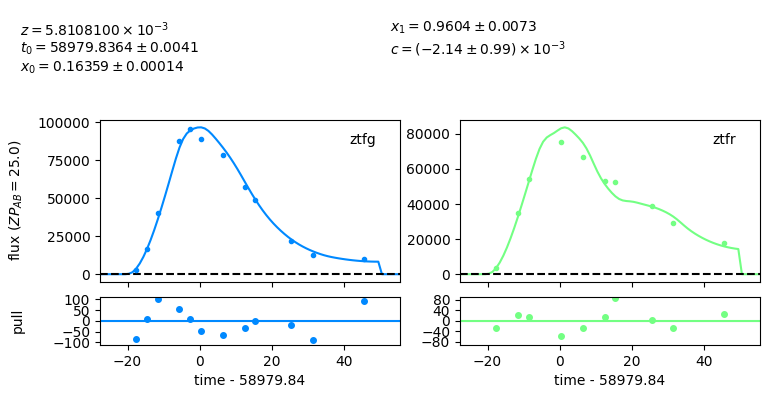 z = 5.8108100 × 10⁻³
t₀ = 58979.8364 ± 0.0041
x₀ = 0.16359 ± 0.00014
x₁ = 0.9604 ± 0.0073
c = (−2.14 ± 0.99) × 10⁻³
flux (ZP_AB = 25.0)
100000
75000
50000
25000
0
ztfg
80000
60000
40000
20000
0
ztfr
pull
100
50
0
−50
−100
80
40
0
−40
−80
−20 0 20 40
−20 0 20 40
time - 58979.84
time - 58979.84